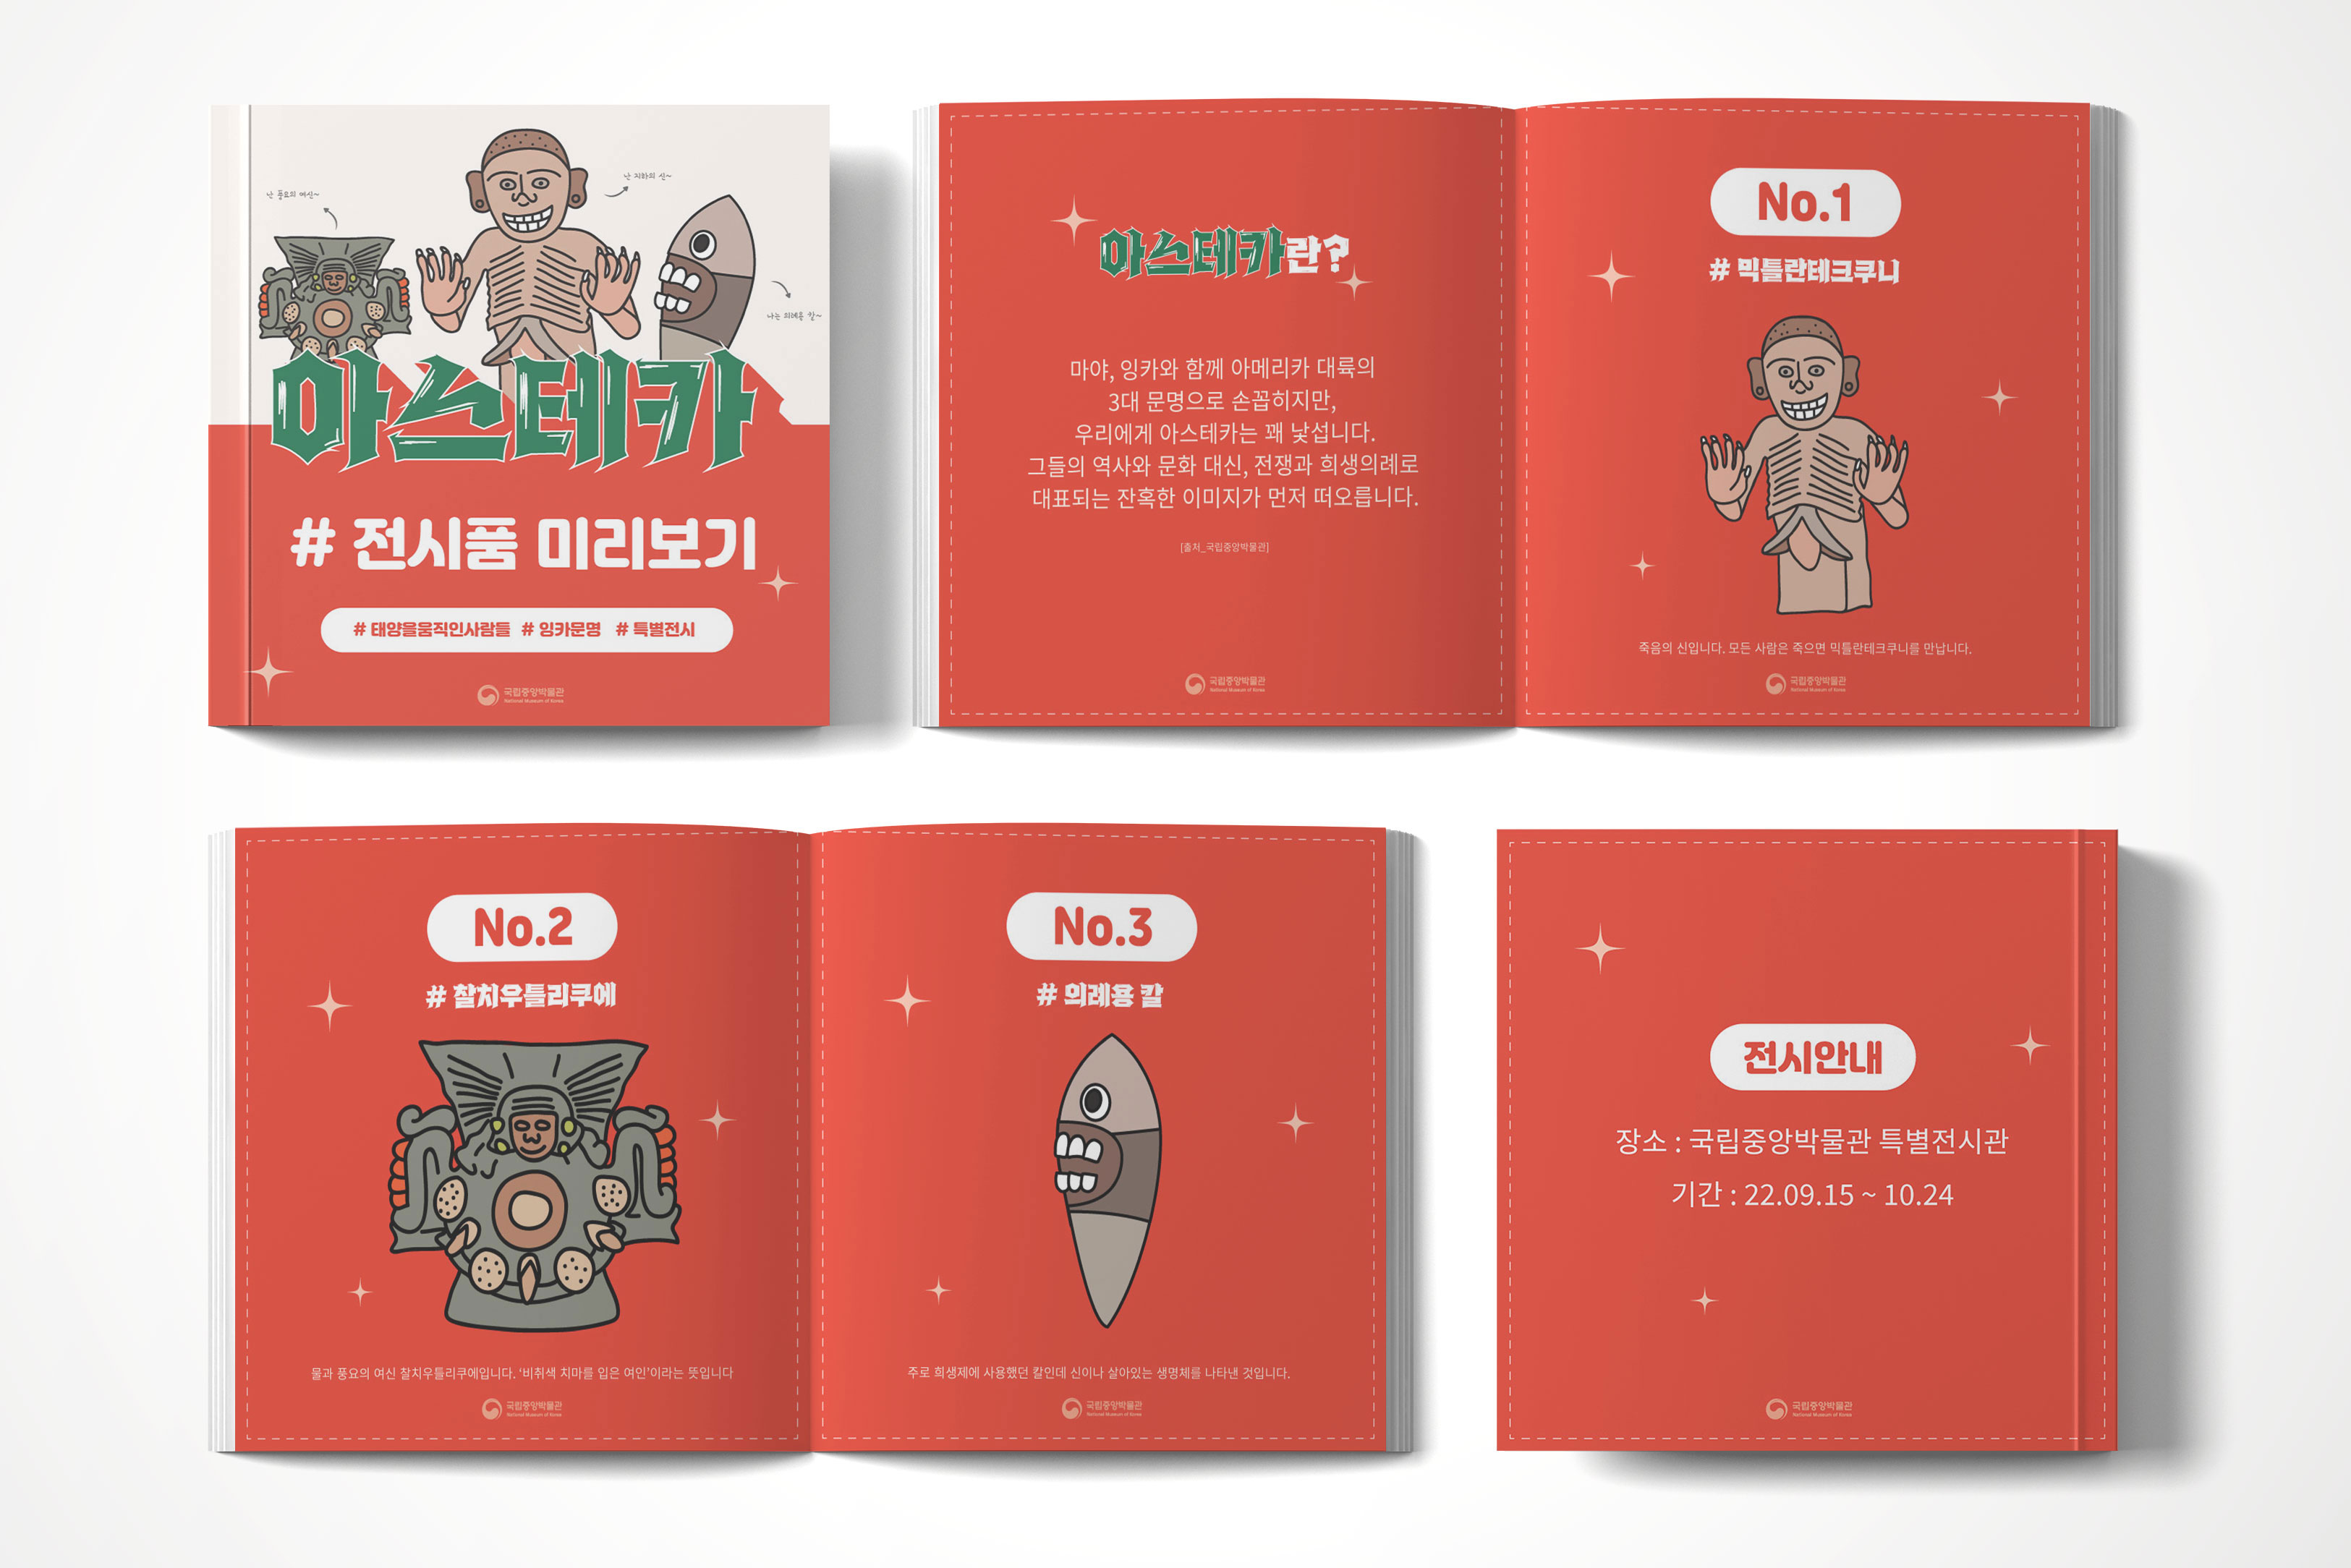 난 풍요의 여신~
난 지하의 신~
나는 의례용 칼~
아스테카
# 전시품 미리보기
# 태양을움직인사람들 # 잉카문명 # 특별전시
국립중앙박물관
National Museum of Korea
아스테카란?
마야, 잉카와 함께 아메리카 대륙의
3대 문명으로 손꼽히지만,
우리에게 아스테카는 꽤 낯섭니다.
그들의 역사와 문화 대신, 전쟁과 희생의례로
대표되는 잔혹한 이미지가 먼저 떠오릅니다.
[출처_국립중앙박물관]
국립중앙박물관
National Museum of Korea
No.1
# 믹틀란테크쿠니
죽음의 신입니다. 모든 사람은 죽으면 믹틀란테크쿠니를 만납니다.
국립중앙박물관
National Museum of Korea
No.2
# 찰치우틀리쿠에
물과 풍요의 여신 찰치우틀리쿠에입니다. ‘비취색 치마를 입은 여인’이라는 뜻입니다
국립중앙박물관
National Museum of Korea
No.3
# 의례용 칼
주로 희생제에 사용했던 칼인데 신이나 살아있는 생명체를 나타낸 것입니다.
국립중앙박물관
National Museum of Korea
전시안내
장소 : 국립중앙박물관 특별전시관
기간 : 22.09.15 ~ 10.24
국립중앙박물관
National Museum of Korea